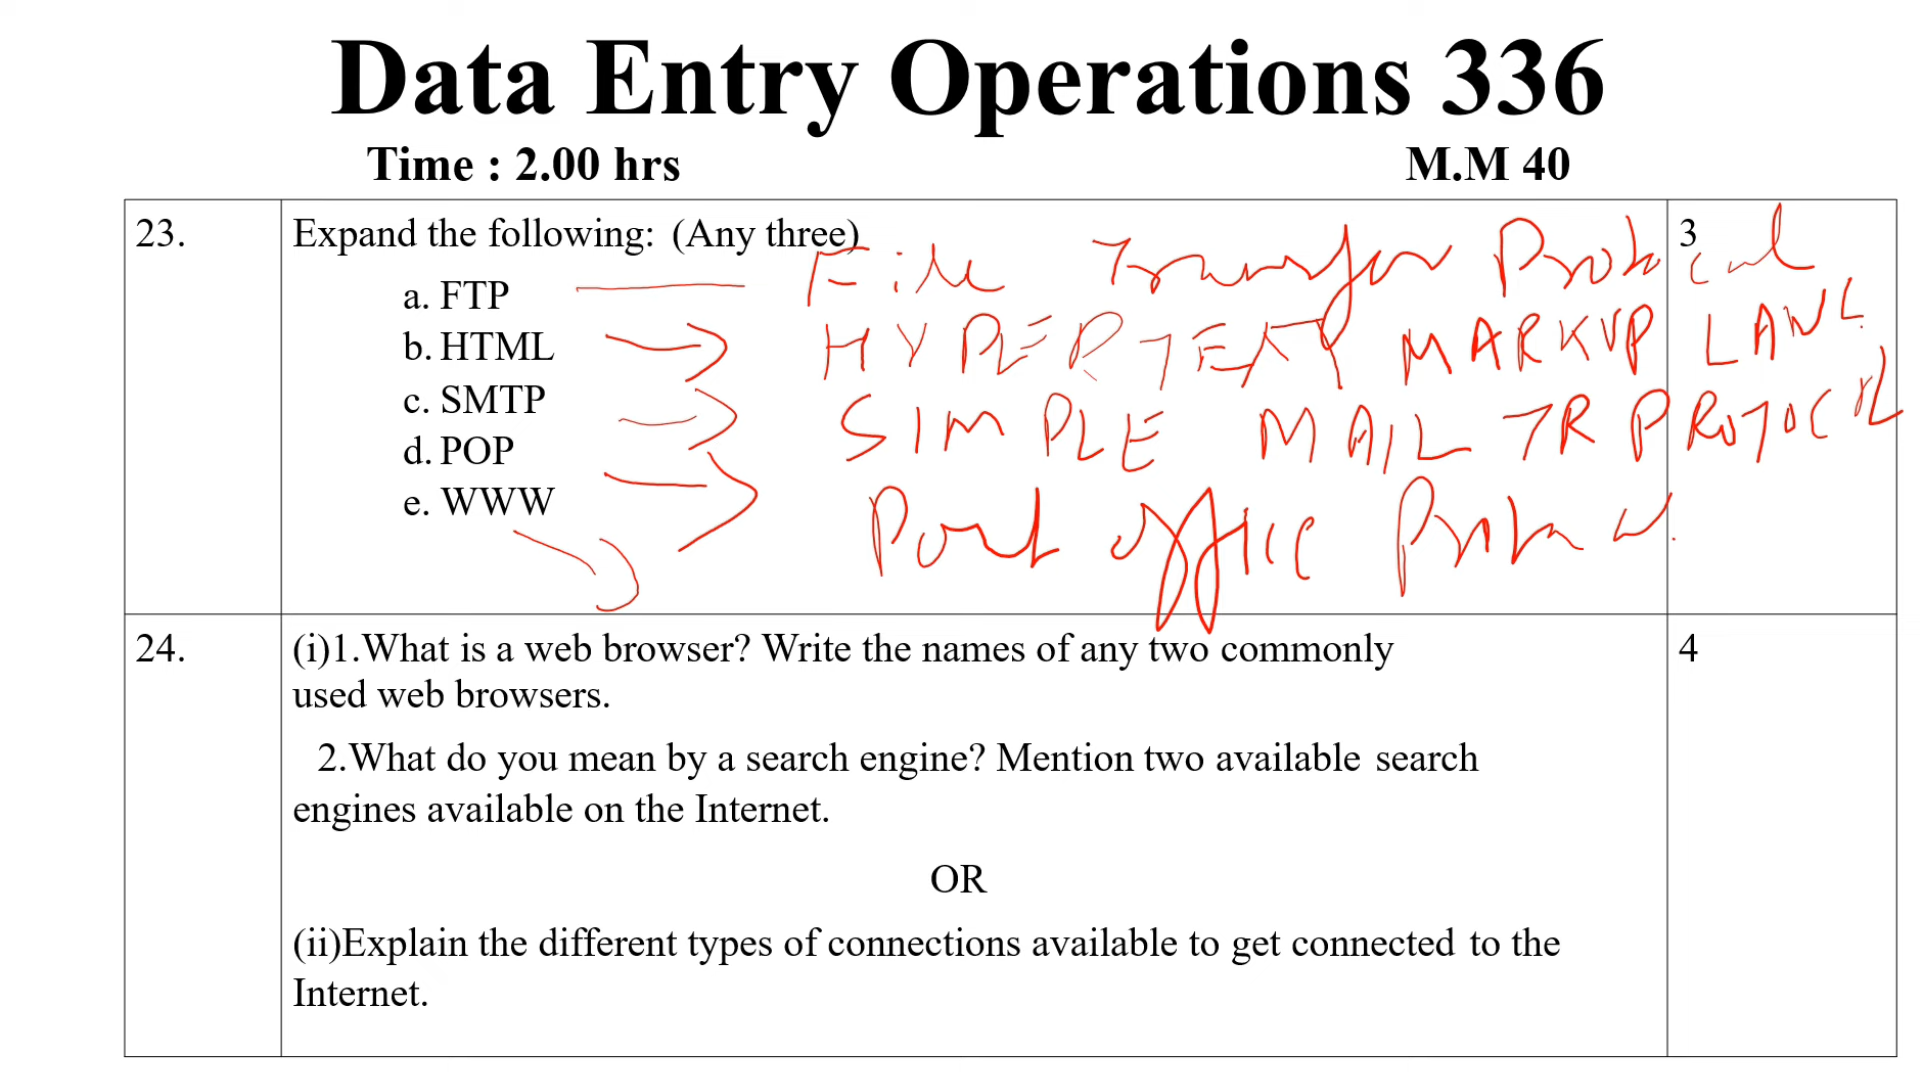 Data Entry Operations 336
Time : 2.00 hrs M.M 40
23. Expand the following: (Any three) 3
a. FTP File Transfer
b. HTML HYPERTEXT MARKUP LANG
c. SMTP SIMPLE MAIL TR PROTOCOL
d. POP Post office
e. WWW
24. (i)1.What is a web browser? Write the names of any two commonly 4
used web browsers.
2.What do you mean by a search engine? Mention two available search
engines available on the Internet.
OR
(ii)Explain the different types of connections available to get connected to the
Internet.